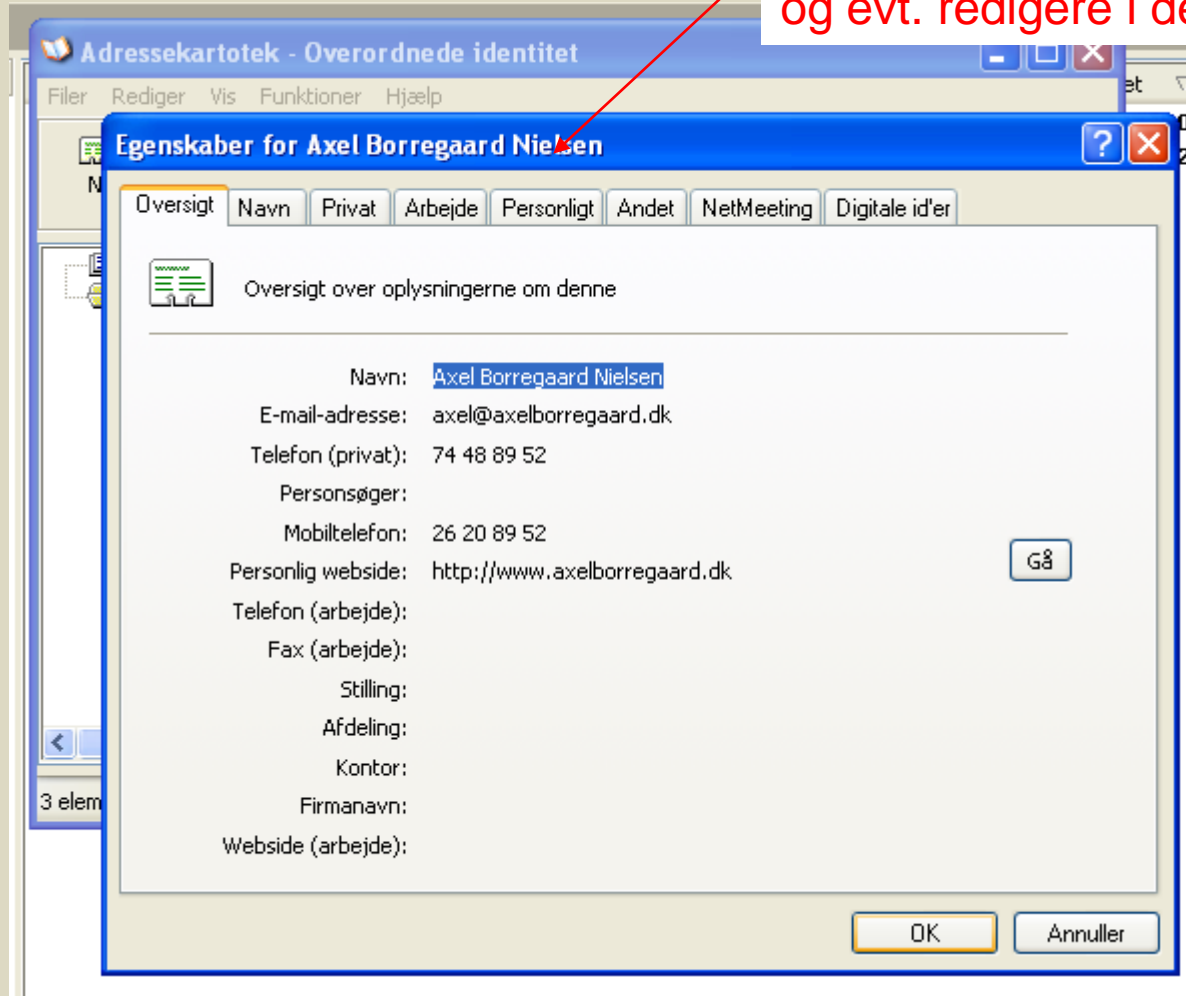 og evt. redigere i de
Adressekartotek - Overordnede identitet
Filer Rediger Vis Funktioner Hjælp
et
Egenskaber for Axel Borregaard Nielsen
N
Oversigt Navn Privat Arbejde Personligt Andet NetMeeting Digitale id'er
Oversigt over oplysningerne om denne
Navn: Axel Borregaard Nielsen
E-mail-adresse: axel@axelborregaard.dk
Telefon (privat): 74 48 89 52
Personsøger:
Mobiltelefon: 26 20 89 52
Personlig webside: http://www.axelborregaard.dk
Gå
Telefon (arbejde):
Fax (arbejde):
Stilling:
Afdeling:
Kontor:
Firmanavn:
Webside (arbejde):
3 elem
OK Annuller